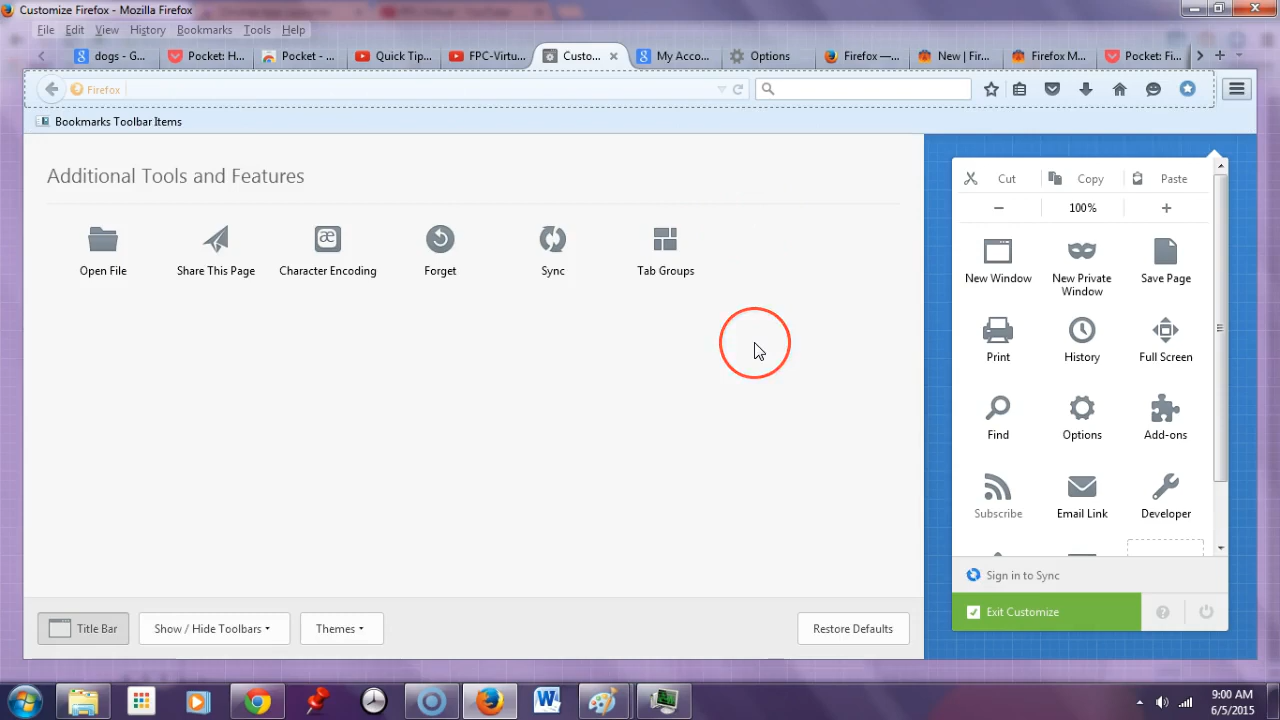 Customize Firefox - Mozilla Firefox
File Edit View History Bookmarks Tools Help
dogs - G... Pocket: H... Pocket - ... Quick Tip... FPC-Virtu... Custo... My Acco... Options Firefox —... New | Fir... Firefox M... Pocket: Fi...
Firefox
Bookmarks Toolbar Items
Additional Tools and Features
Open File Share This Page Character Encoding Forget Sync Tab Groups
Cut Copy Paste
− 100% +
New Window New Private Window Save Page
Print History Full Screen
Find Options Add-ons
Subscribe Email Link Developer
Sign in to Sync
Exit Customize
Title Bar Show / Hide Toolbars Themes Restore Defaults
9:00 AM
6/5/2015